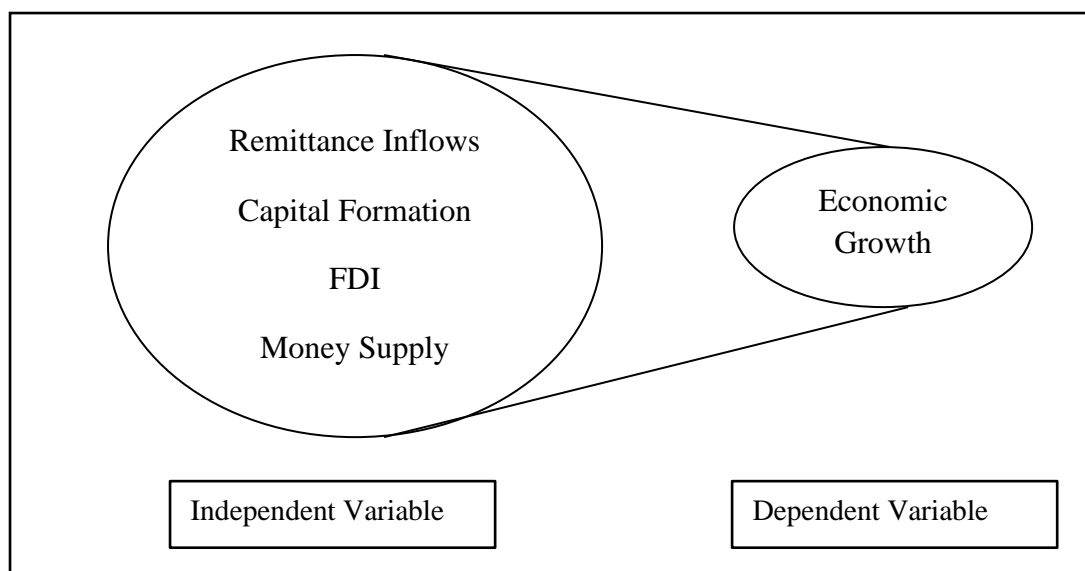 Remittance Inflows
Capital Formation
FDI
Money Supply
Economic
Growth
Independent Variable
Dependent Variable